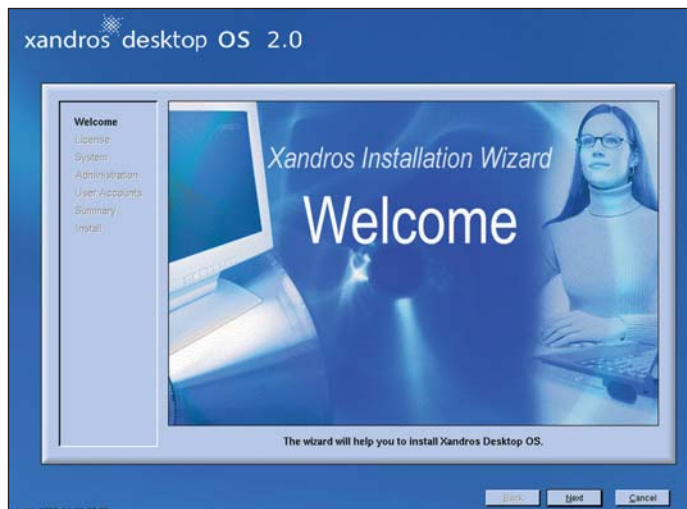 xandros desktop OS 2.0
Welcome
License
System
Administration
User Accounts
Summary
Install
Xandros Installation Wizard
Welcome
The wizard will help you to install Xandros Desktop OS.
Back
Next
Cancel